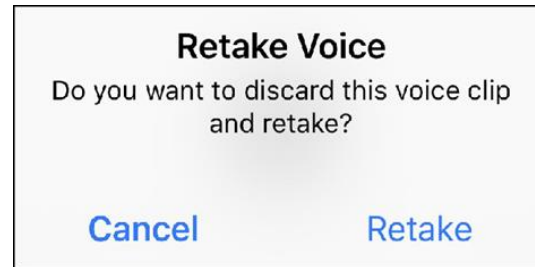 Retake Voice
Do you want to discard this voice clip
and retake?
Cancel Retake